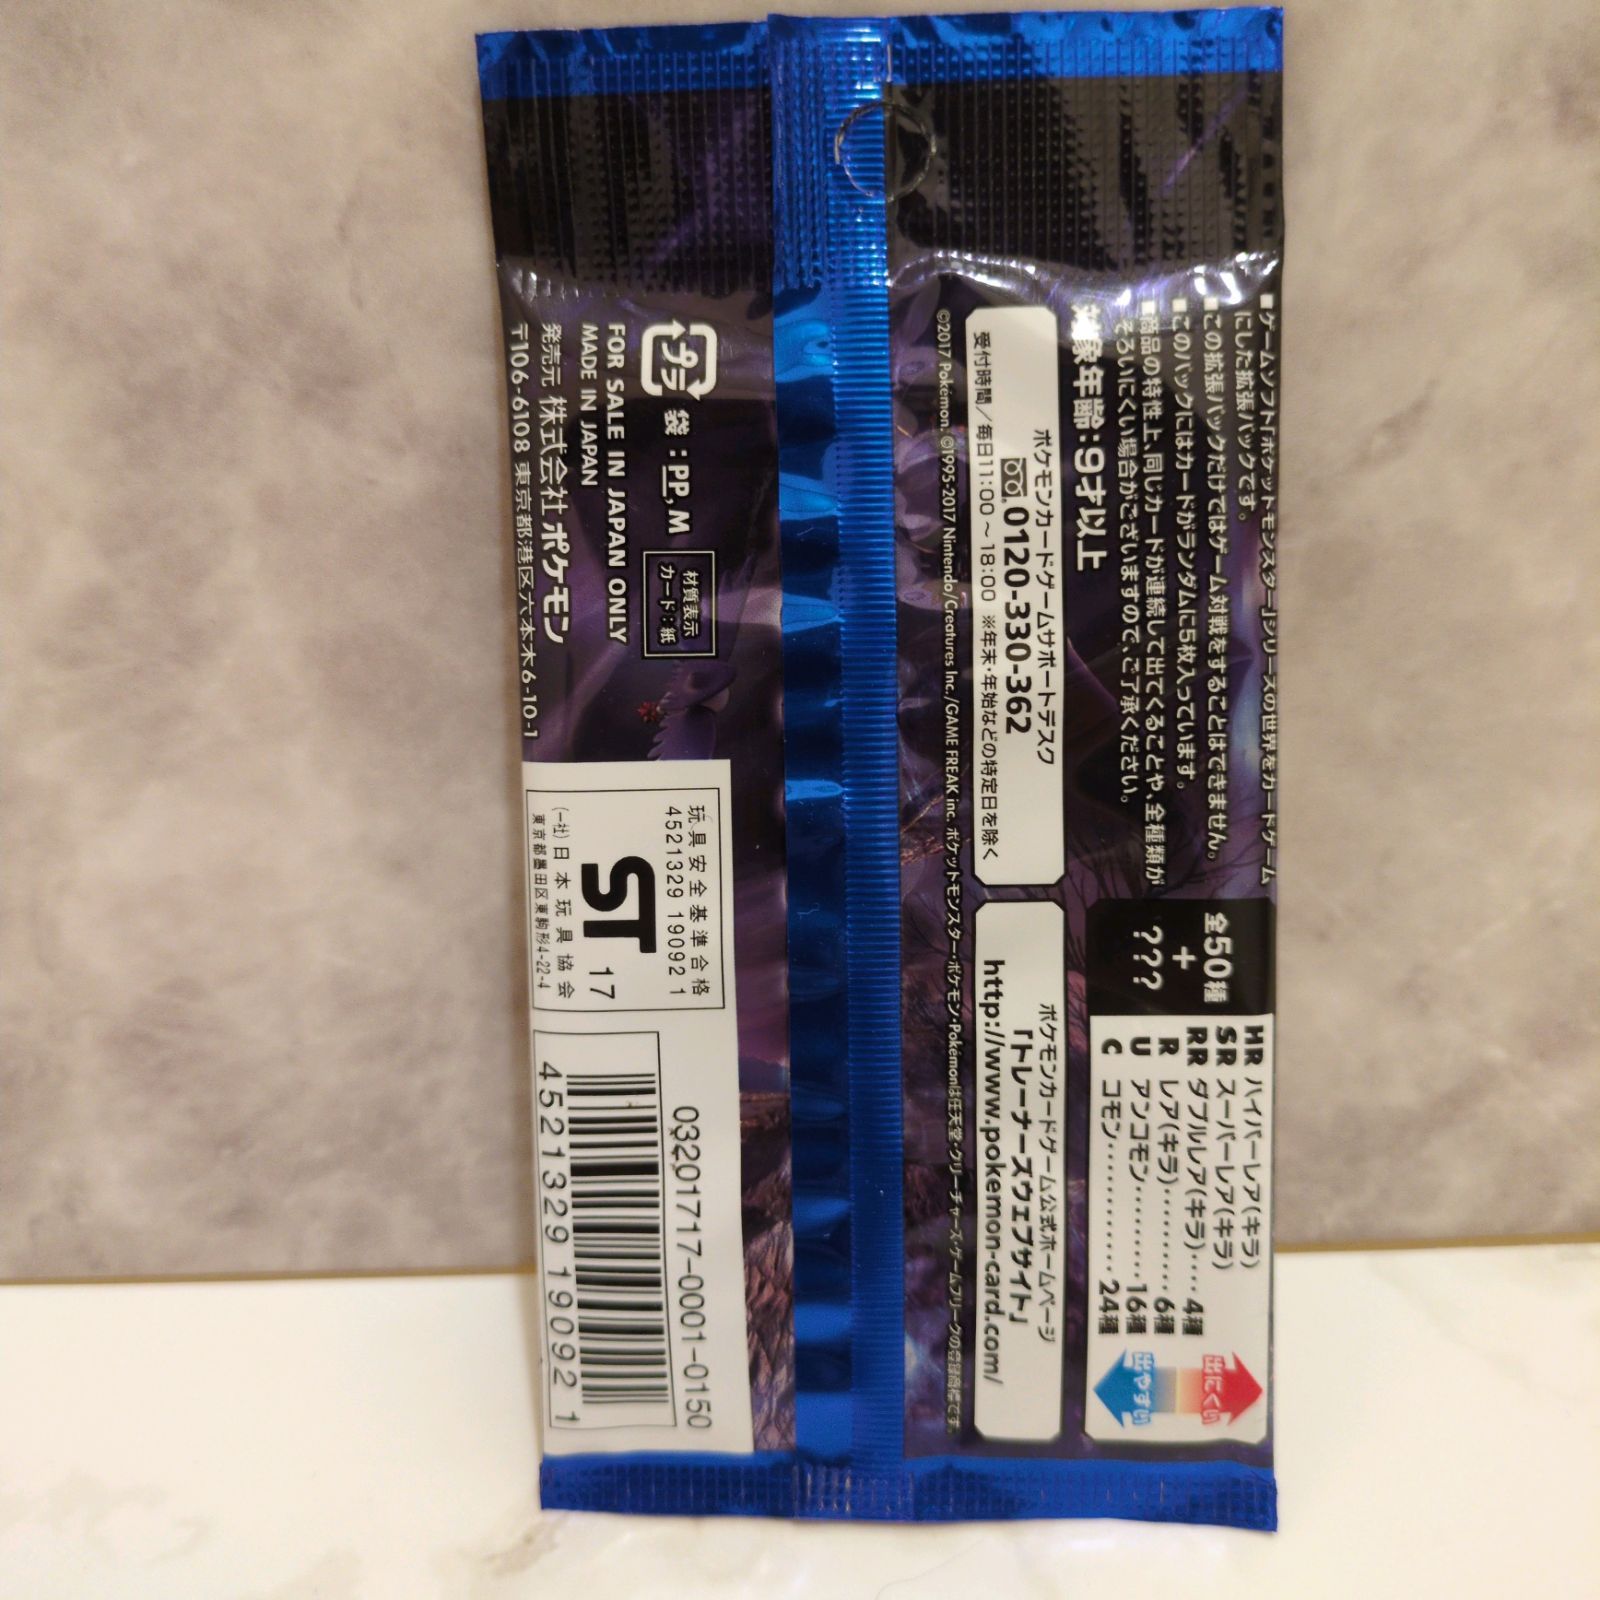 ■ゲームソフト「ポケットモンスター」シリーズの世界をカードゲーム
にした拡張パックです。
■この拡張パックだけではゲーム対戦をすることはできません。
■このパックにはカードがランダムに5枚入っています。
■商品の特性上、同じカードが連続して出てくることや、全種類が
そろいにくい場合がございますので、ご了承ください。
対象年齢:9才以上
ポケモンカードゲームサポートデスク
0120-330-362
受付時間/毎日11:00~18:00 ※年末・年始などの特定日を除く
©2017 Pokémon. ©1995-2017 Nintendo/Creatures Inc./GAME FREAK inc. ポケットモンスター・ポケモン・Pokémonは任天堂・クリーチャーズ・ゲームフリークの登録商標です。
全50種
+
???
HR ハイパーレア(キラ)
SR スーパーレア(キラ)
RR ダブルレア(キラ)‥‥4種
R レア(キラ)‥‥‥‥‥6種
U アンコモン‥‥‥‥‥16種
C コモン‥‥‥‥‥‥‥24種
出にくい
出やすい
ポケモンカードゲーム公式ホームページ
「トレーナーズウェブサイト」
http://www.pokemon-card.com/
プラ
袋:PP,M
材質表示
カード:紙
FOR SALE IN JAPAN ONLY
MADE IN JAPAN
発売元 株式会社ポケモン
〒106-6108 東京都港区六本木6-10-1
玩具安全基準合格
4521329 19092 1
ST 17
(一社)日本玩具協会
東京都墨田区東駒形4-22-4
03201717-0001-0150
4 521329 19092 1